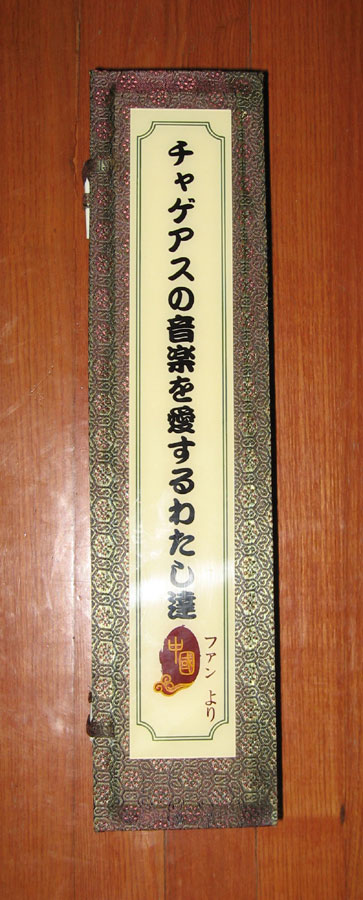 チャゲアスの音楽を愛するわたし達
中國
ファン より